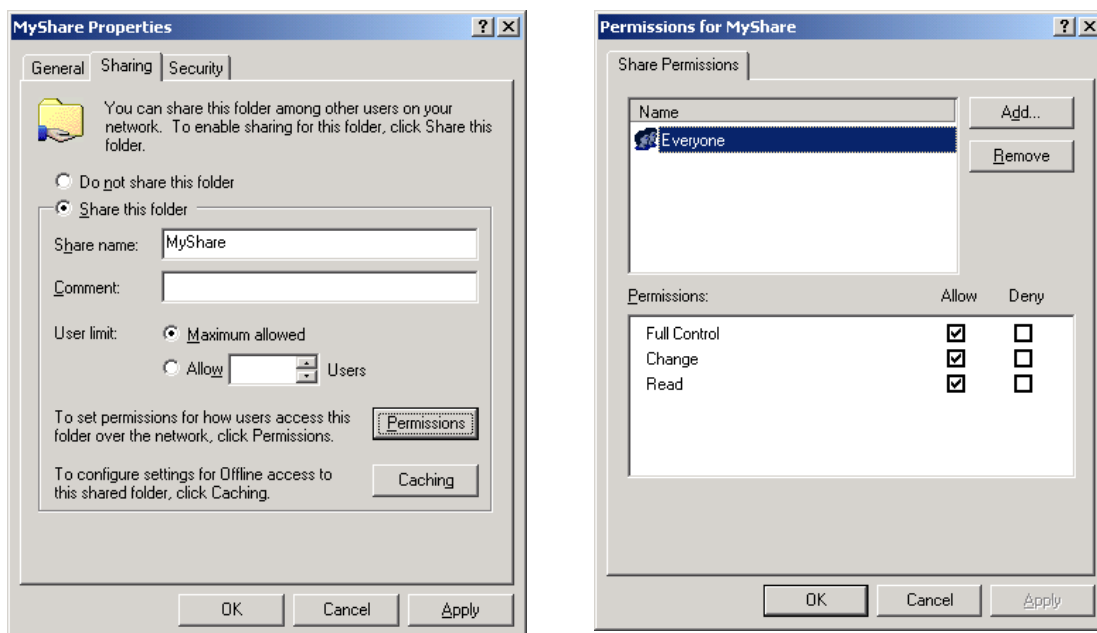 MyShare Properties
General Sharing Security
You can share this folder among other users on your
network. To enable sharing for this folder, click Share this
folder.
Do not share this folder
Share this folder
Share name: MyShare
Comment:
User limit: Maximum allowed
Allow Users
To set permissions for how users access this
folder over the network, click Permissions. Permissions
To configure settings for Offline access to
this shared folder, click Caching. Caching
OK Cancel Apply
Permissions for MyShare
Share Permissions
Name
Everyone
Add...
Remove
Permissions: Allow Deny
Full Control
Change
Read
OK Cancel Apply